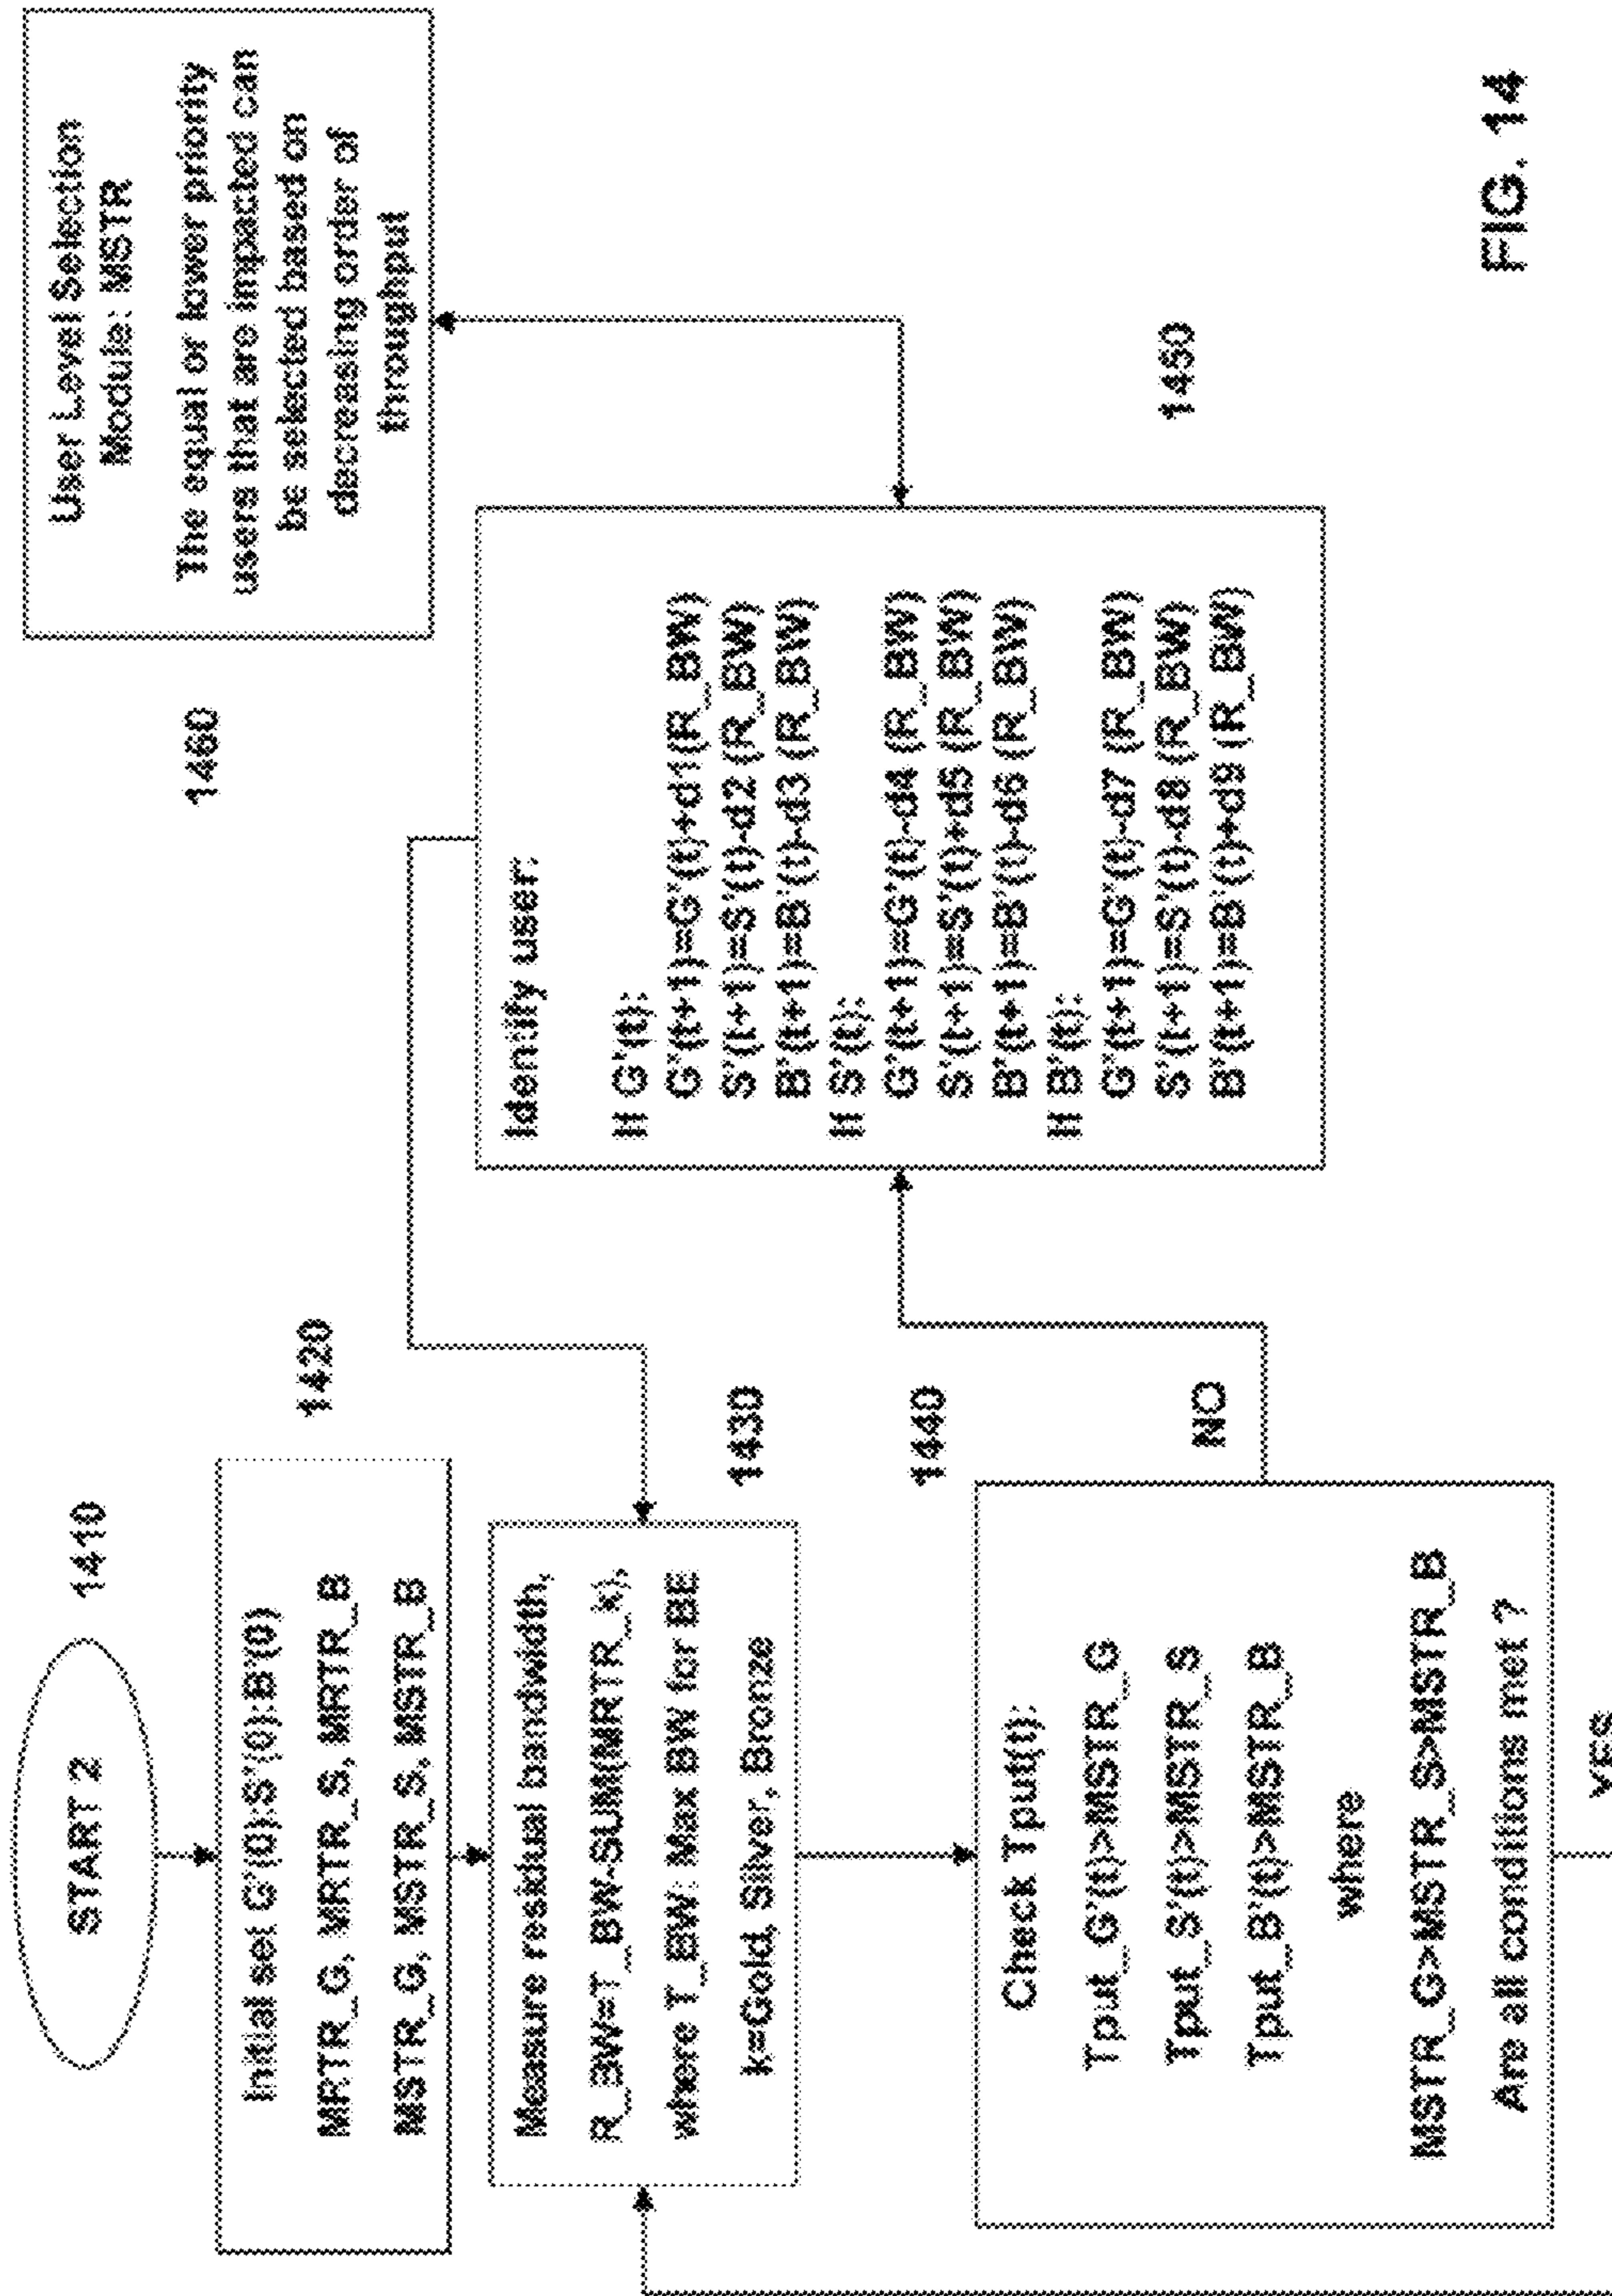 START 2
1410
Initial set G'(0):S'(0):B'(0)
MRTR_G, MRTR_S, MRTR_B
MSTR_G, MSTR_S, MSTR_B
1420
Measure residual bandwidth,
R_BW=T_BW-SUM(MRTR_k),
where T_BW: Max BW for BE
k=Gold, Silver, Bronze
1430
1440
Check Tput(t):
Tput_G'(t)>MSTR_G
Tput_S'(t)>MSTR_S
Tput_B'(t)>MSTR_B
where
MSTR_G>MSTR_S>MSTR_B
Are all conditions met ?
NO
YES
Identify user:
If G'(t):
G'(t+1)=G'(t)+d1(R_BW)
S'(t+1)=S'(t)-d2 (R_BW)
B'(t+1)=B'(t)-d3 (R_BW)
If S'(t):
G'(t+1)=G'(t)-d4 (R_BW)
S'(t+1)=S'(t)+d5 (R_BW)
B'(t+1)=B'(t)-d6 (R_BW)
If B'(t):
G'(t+1)=G'(t)-d7 (R_BW)
S'(t+1)=S'(t)-d8 (R_BW)
B'(t+1)=B'(t)+d9 (R_BW)
1450
1460
User Level Selection
Module: MSTR
The equal or lower priority
users that are impacted can
be selected based on
decreasing order of
throughput
FIG. 14